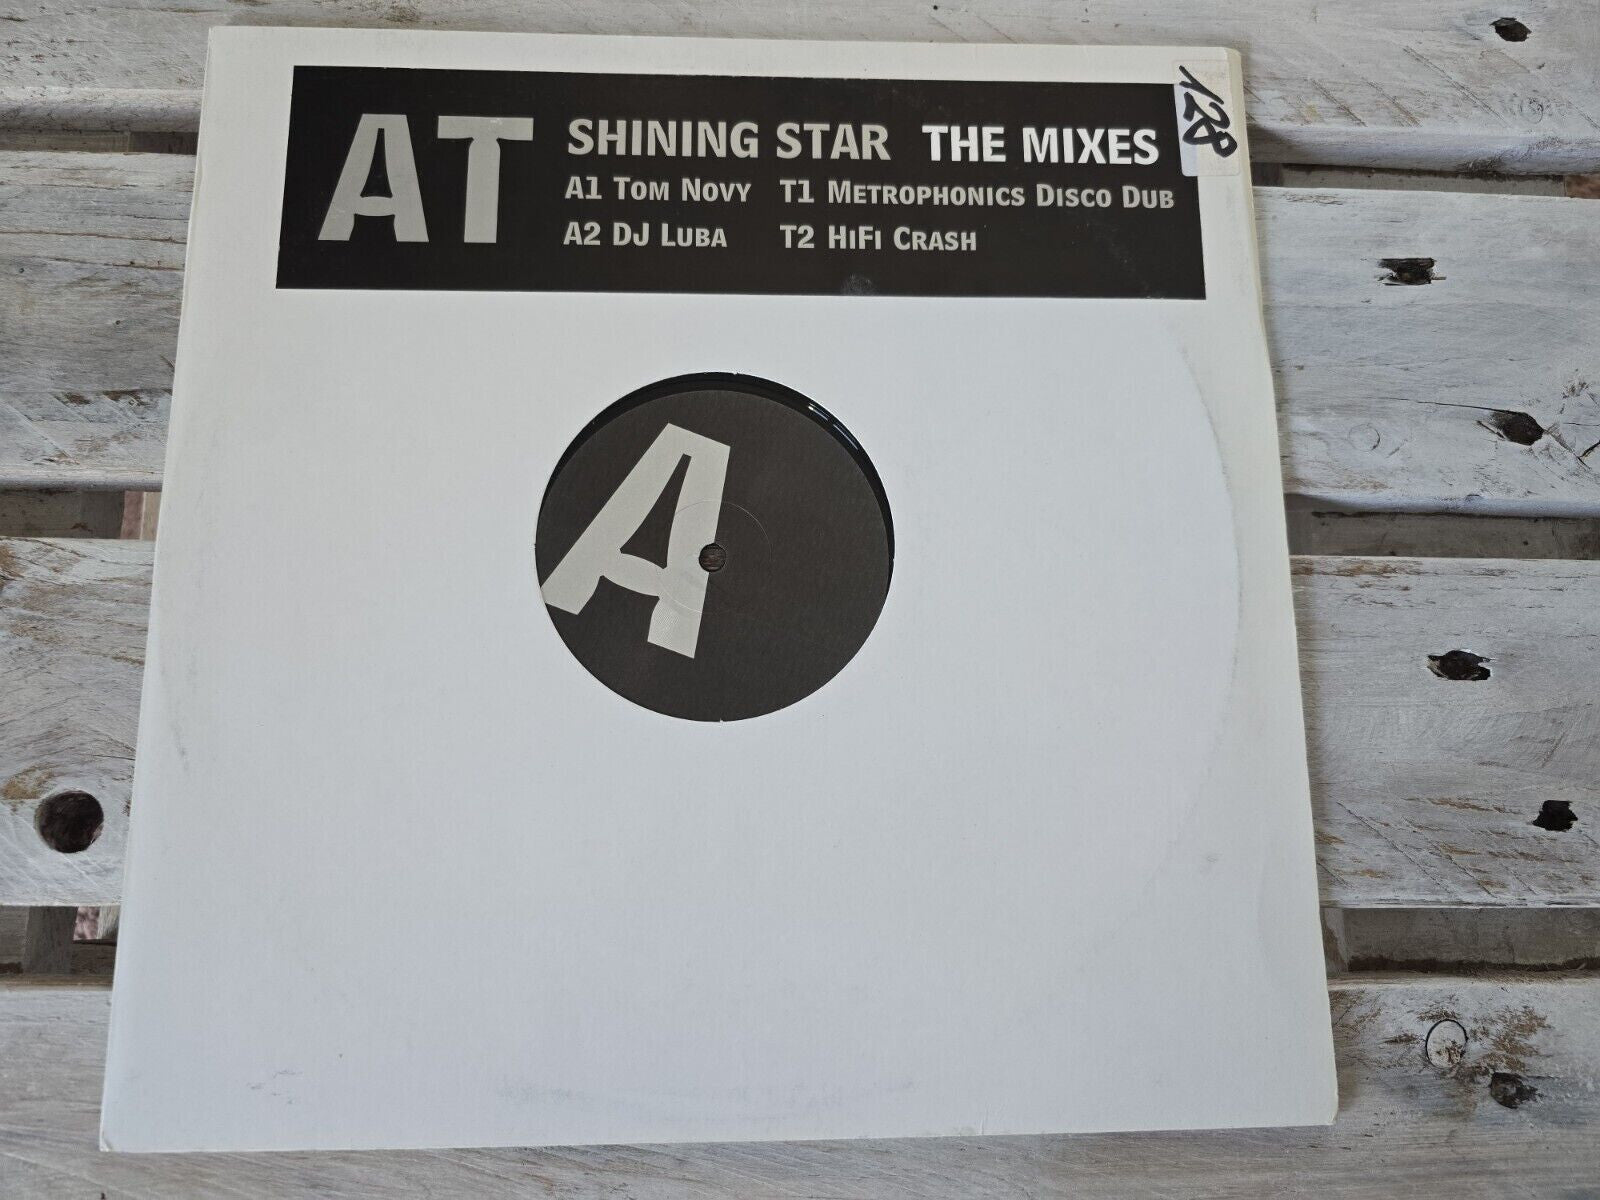 AT
SHINING STAR THE MIXES
A1 TOM NOVY T1 METROPHONICS DISCO DUB
A2 DJ LUBA T2 HIFI CRASH
128
A